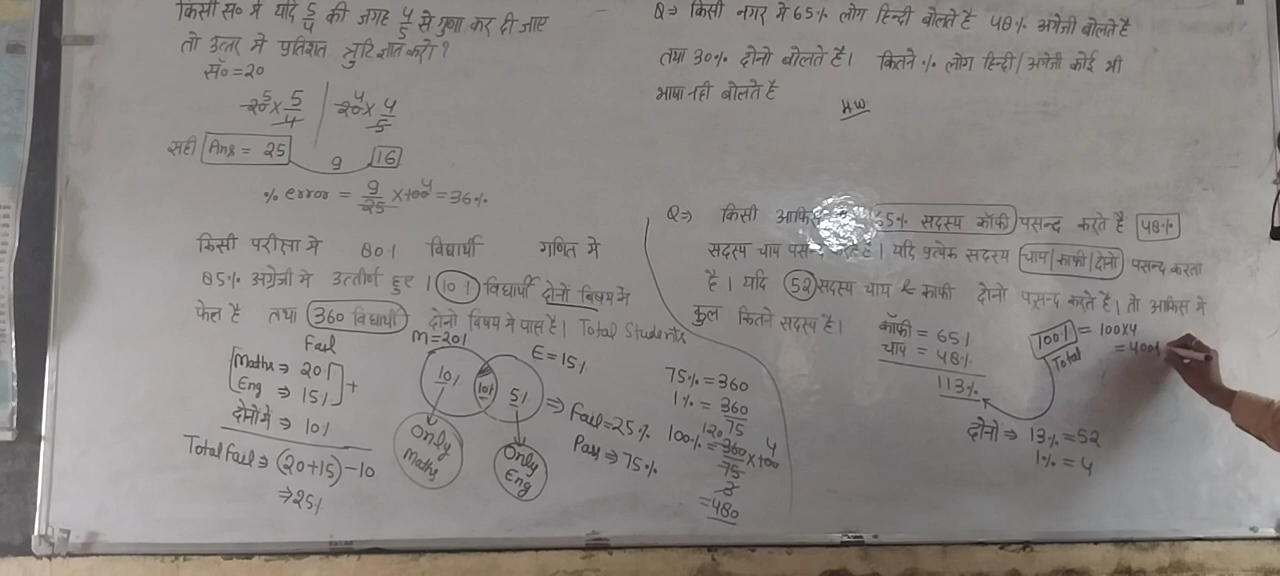 किसी सं० में यदि 5/4 की जगह 4/5 से गुणा कर दी जाए
तो उत्तर में प्रतिशत त्रुटि ज्ञात करो?
सं० = 20
20 × 5/4 | 20 × 4/5
5 4
सही Ans = 25 9 16
% error = 9/25 × 100 4 = 36%
किसी परीक्षा में 80% विद्यार्थी गणित में
85% अंग्रेजी में उत्तीर्ण हुए। 10% विद्यार्थी दोनों विषय में
फेल है तथा 360 विद्यार्थी दोनो विषय में पास है। Total Students
Fail
Maths ⇒ 20%
Eng ⇒ 15% +
दोनों में ⇒ 10%
Total fail ⇒ (20+15) - 10
⇒ 25%
M = 20% E = 15%
10% 10% 5%
Only Maths
Only Eng
⇒ Fail = 25%
Pass ⇒ 75%
75% = 360
1% = 360/75
100% = 360/75 × 100
120 4
3
= 480
Q ⇒ किसी नगर में 65% लोग हिन्दी बोलते है 48% अंग्रेजी बोलते है
तथा 30% दोनो बोलते है। कितने % लोग हिन्दी/अंग्रेजी कोई भी
भाषा नही बोलते है
HW
Q ⇒ किसी 65% सदस्य कॉफी पसन्द करते है 48%
सदस्य चाय है। यदि प्रत्येक सदस्य चाय/काफी/दोनो पसन्द करता
है। यदि 52 सदस्य चाय & काफी दोनो पसन्द करते है। तो आफिस में
कुल कितने सदस्य है।
कॉफी = 65%
चाय = 48%
113%
100% = 100×4
Total
दोनो ⇒ 13% = 52
1% = 4